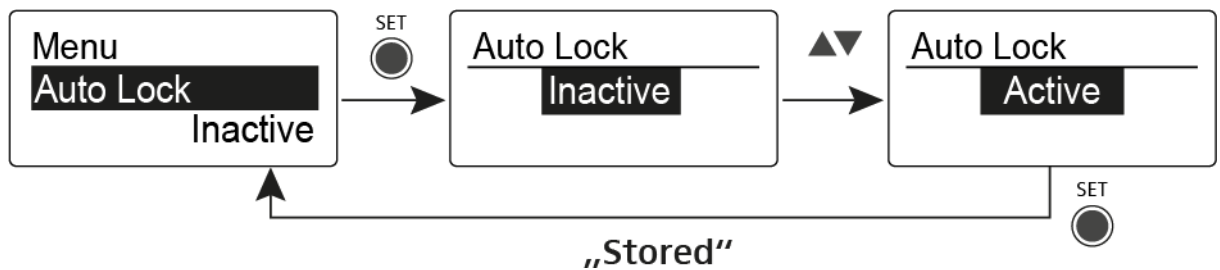 Menu
Auto Lock
Inactive
SET
Auto Lock
Inactive
Auto Lock
Active
SET
„Stored“